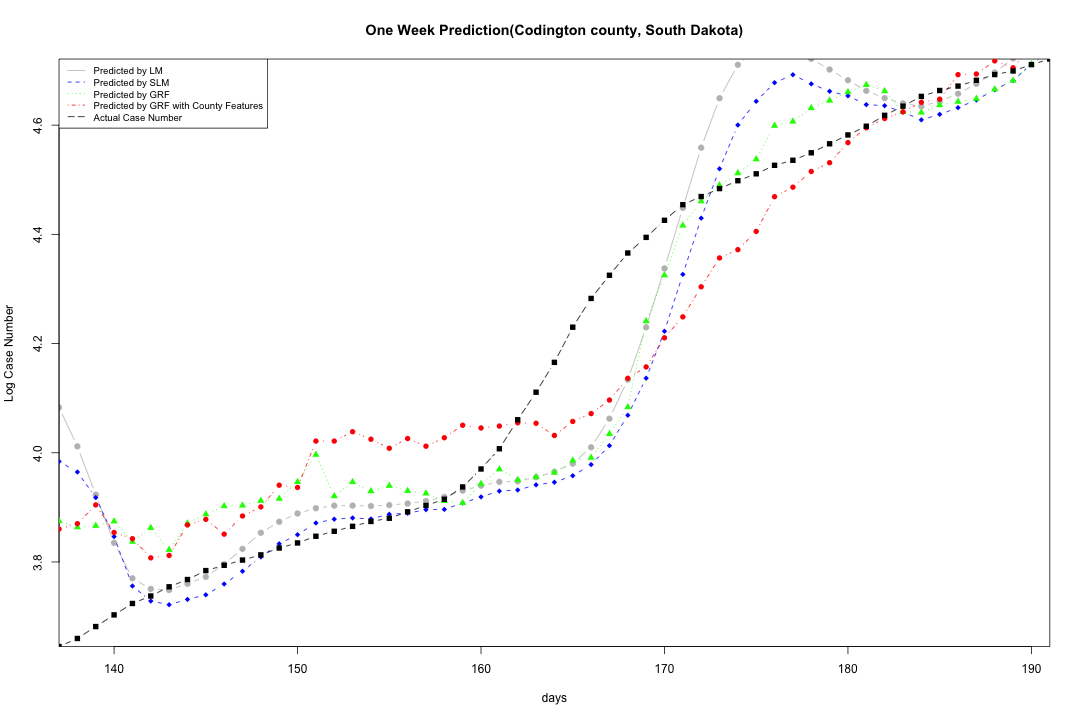 One Week Prediction(Codington county, South Dakota)
Predicted by LM
Predicted by SLM
Predicted by GRF
Predicted by GRF with County Features
Actual Case Number
Log Case Number
4.6
4.4
4.2
4.0
3.8
140 150 160 170 180 190
days